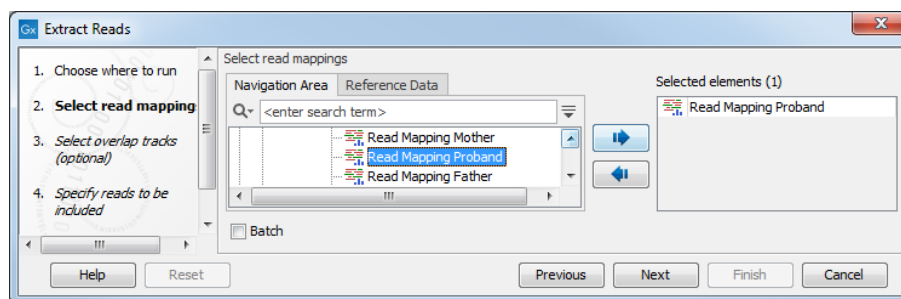 Gx Extract Reads
1. Choose where to run
2. Select read mapping
3. Select overlap tracks
(optional)
4. Specify reads to be
included
Select read mappings
Navigation Area Reference Data
<enter search term>
Read Mapping Mother
Read Mapping Proband
Read Mapping Father
Batch
Selected elements (1)
Read Mapping Proband
Help Reset Previous Next Finish Cancel